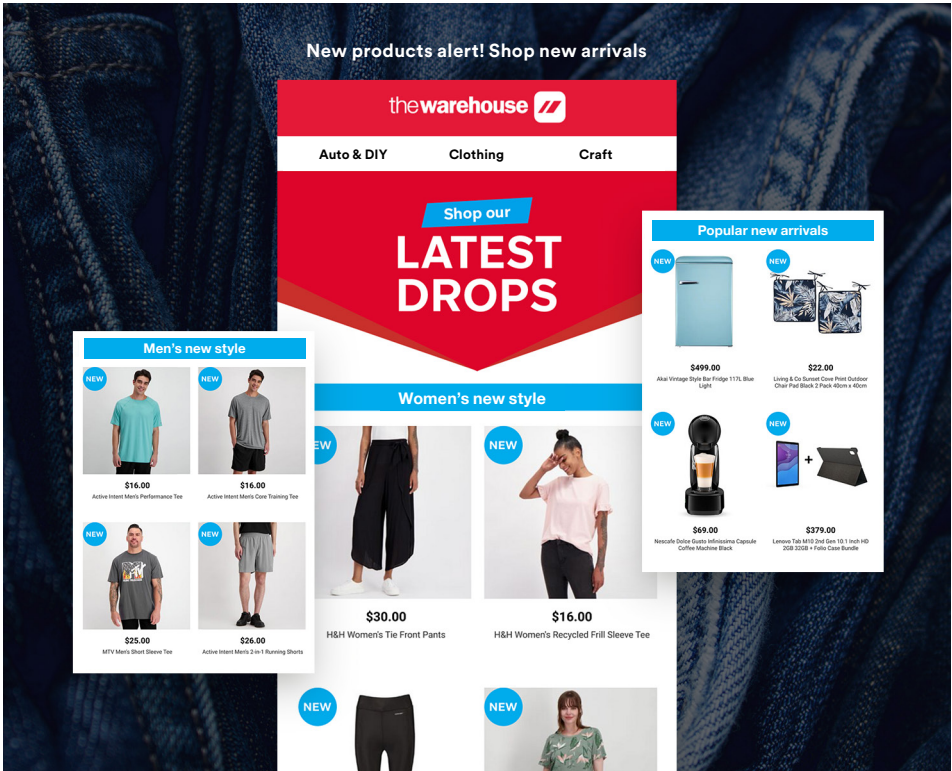 New products alert! Shop new arrivals
thewarehouse
Auto & DIY
Clothing
Craft
Shop our
LATEST
DROPS
Men's new style
NEW
NEW
$16.00
Active Intent Men's Performance Tee
$16.00
Active Intent Men's Core Training Tee
NEW
NEW
MTV
$25.00
MTV Men's Short Sleeve Tee
$26.00
Active Intent Men's 2-in-1 Running Shorts
Women's new style
EW
NEW
$30.00
H&H Women's Tie Front Pants
$16.00
H&H Women's Recycled Frill Sleeve Tee
NEW
NEW
Popular new arrivals
NEW
NEW
$499.00
Akai Vintage Style Bar Fridge 117L Blue
Light
$22.00
Living & Co Sunset Cove Print Outdoor
Chair Pad Black 2 Pack 40cm x 40cm
NEW
NEW
+
$69.00
Nescafe Dolce Gusto Infinissima Capsule
Coffee Machine Black
$379.00
Lenovo Tab M10 2nd Gen 10.1 Inch HD
2GB 32GB + Folio Case Bundle